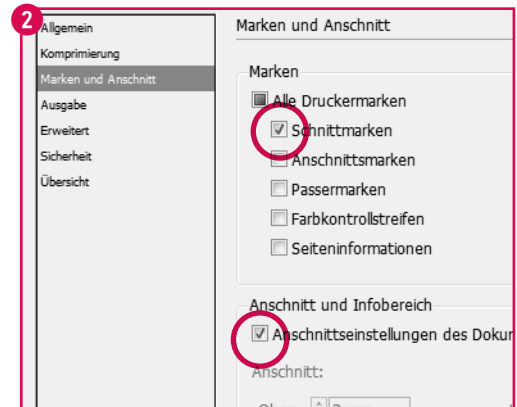 2
Allgemein
Komprimierung
Marken und Anschnitt
Ausgabe
Erweitert
Sicherheit
Übersicht
Marken und Anschnitt
Marken
Alle Druckermarken
Schnittmarken
Anschnittsmarken
Passermarken
Farbkontrollstreifen
Seiteninformationen
Anschnitt und Infobereich
Anschnittseinstellungen des Dokur
Anschnitt: